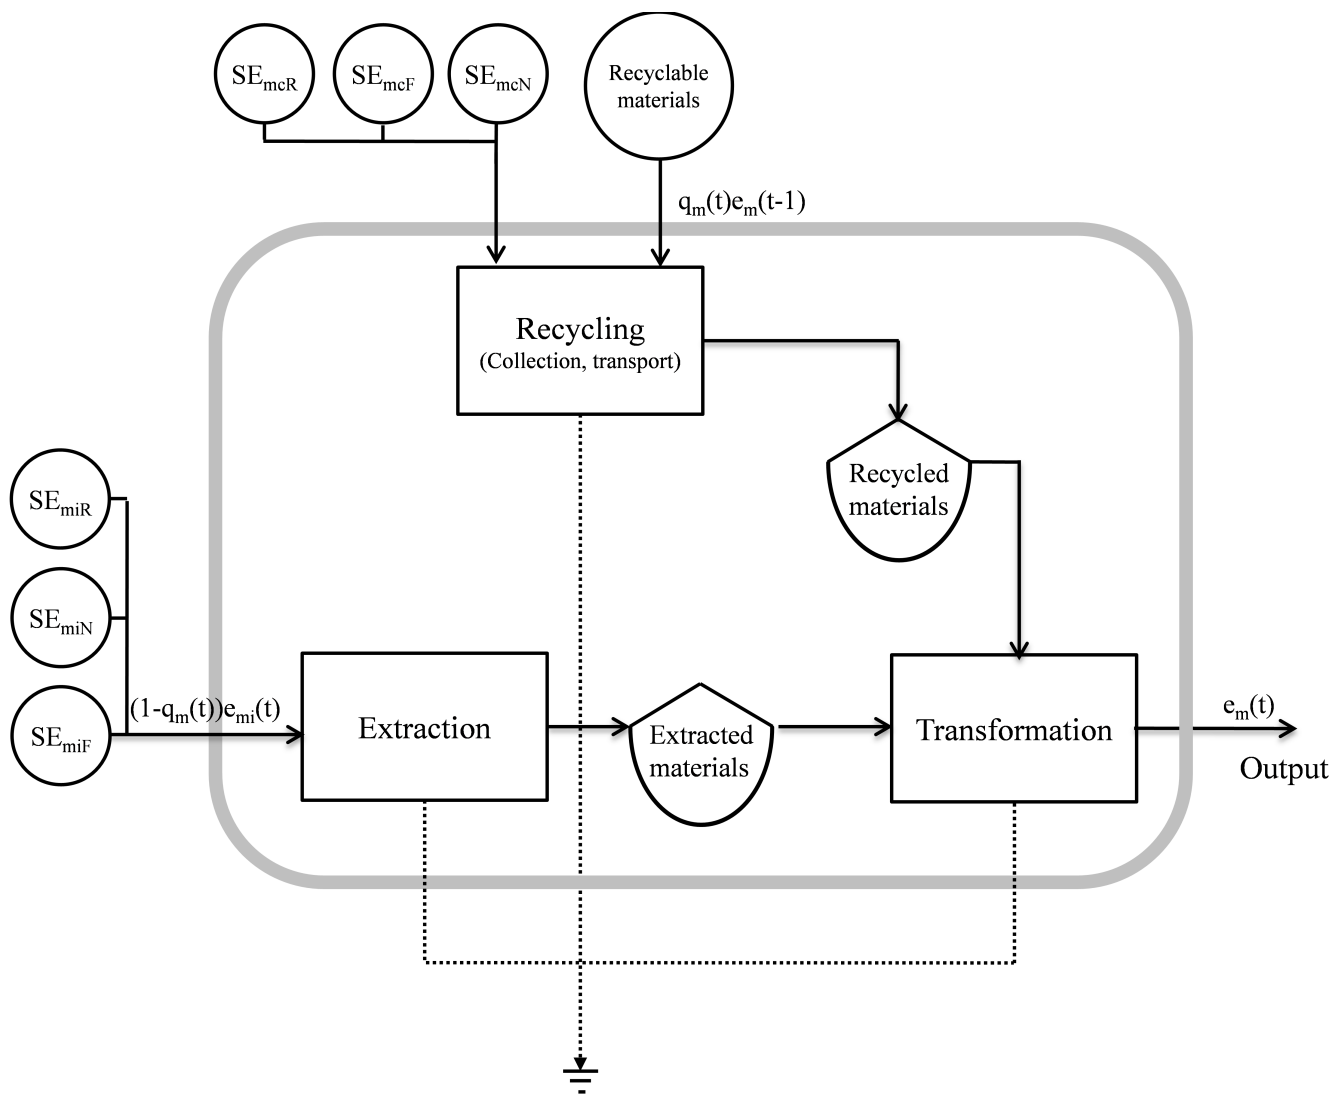 SEmcR
SEmcF
SEmcN
Recyclable
materials
qm(t)em(t-1)
Recycling
(Collection, transport)
Recycled
materials
SEmiR
SEmiN
SEmiF
(1-qm(t))emi(t)
Extraction
Extracted
materials
Transformation
em(t)
Output